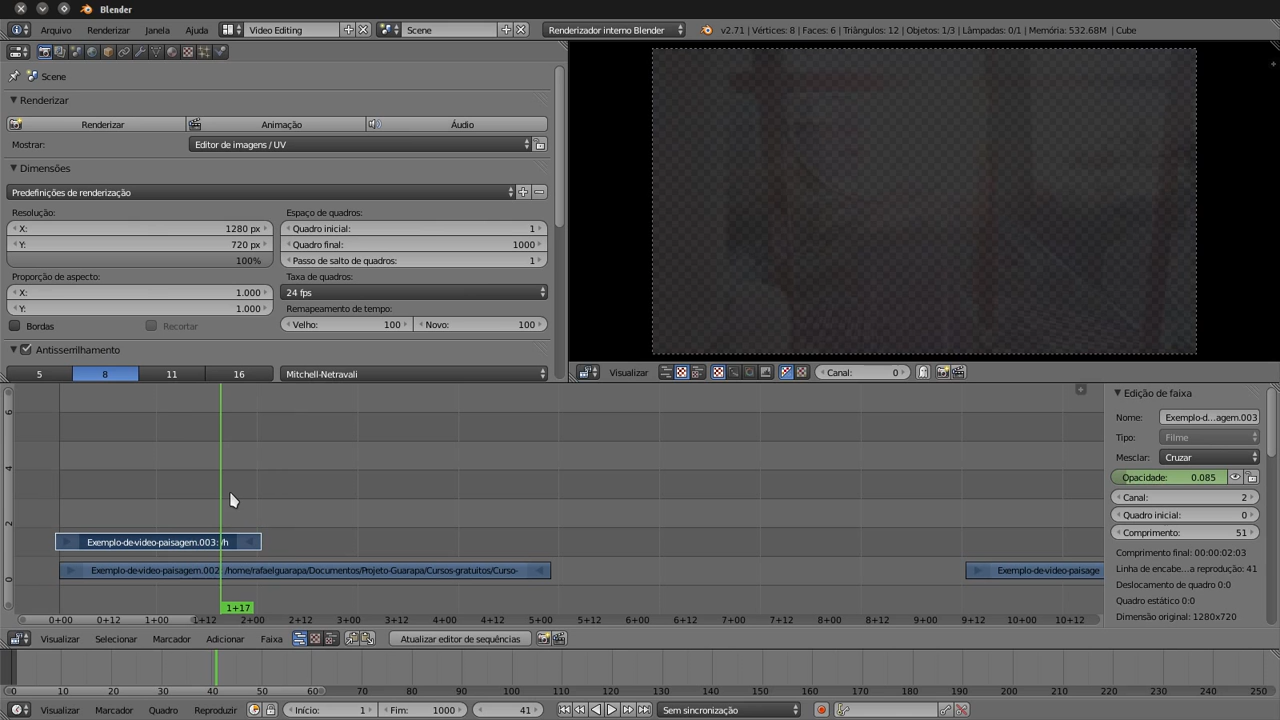 Blender
Arquivo Renderizar Janela Ajuda Video Editing Scene Renderizador interno Blender v2.71 | Vértices: 8 | Faces: 6 | Triângulos: 12 | Objetos: 1/3 | Lâmpadas: 0/1 | Memória: 532.68M | Cube
Scene
Renderizar
Renderizar Animação Áudio
Mostrar: Editor de imagens / UV
Dimensões
Predefinições de renderização
Resolução: Espaço de quadros:
X: 1280 px Quadro inicial: 1
Y: 720 px Quadro final: 1000
100% Passo de salto de quadros: 1
Proporção de aspecto: Taxa de quadros:
X: 1.000 24 fps
Y: 1.000 Remapeamento de tempo:
Bordas Recortar Velho: 100 Novo: 100
Antisserrilhamento
5 8 11 16 Mitchell-Netravali
Visualizar Canal: 0
Edição de faixa
Nome: Exemplo-d...agem.003
Tipo: Filme
Mesclar: Cruzar
Opacidade: 0.085
Canal: 2
Quadro inicial: 0
Comprimento: 51
Comprimento final: 00:00:02:03
Linha de encabe...a reprodução: 41
Deslocamento de quadro 0:0
Quadro estático 0:0
Dimensão original: 1280x720
6
4
2
0
Exemplo-de-video-paisagem.003: /h
Exemplo-de-video-paisagem.002: /home/rafaelguarapa/Documentos/Projeto-Guarapa/Cursos-gratuitos/Curso- Exemplo-de-video-paisage
1+17
0+00 0+12 1+00 1+12 2+00 2+12 3+00 3+12 4+00 4+12 5+00 5+12 6+00 6+12 7+00 7+12 8+00 8+12 9+00 9+12 10+00 10+12
Visualizar Selecionar Marcador Adicionar Faixa Atualizar editor de sequências
0 10 20 30 40 50 60 70 80 90 100 110 120 130 140 150 160 170 180 190 200 210 220 230 240 250
Visualizar Marcador Quadro Reproduzir Início: 1 Fim: 1000 41 Sem sincronização